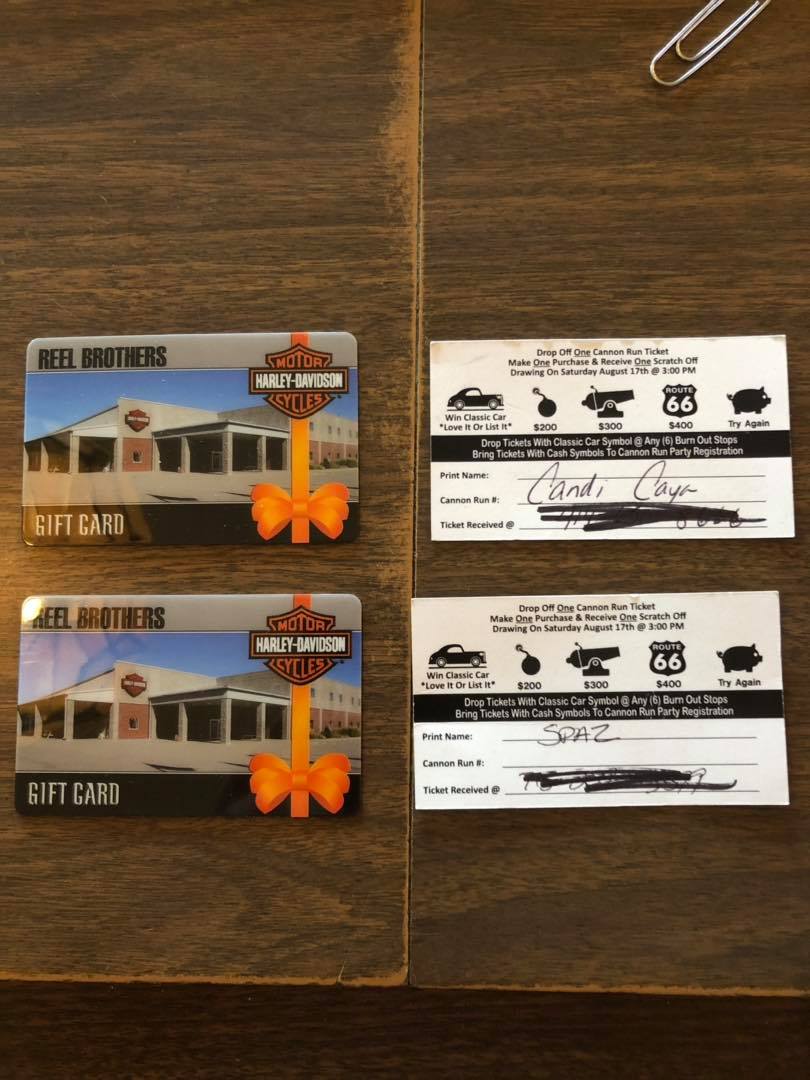 REEL BROTHERS
MOTOR
HARLEY-DAVIDSON
CYCLES
GIFT CARD
Drop Off One Cannon Run Ticket
Make One Purchase & Receive One Scratch Off
Drawing On Saturday August 17th @ 3:00 PM
ROUTE
66
Win Classic Car
*Love It Or List It*
$200
$300
$400
Try Again
Drop Tickets With Classic Car Symbol @ Any (6) Burn Out Stops
Bring Tickets With Cash Symbols To Cannon Run Party Registration
Print Name: Candi Caya
Cannon Run #:
Ticket Received @
REEL BROTHERS
MOTOR
HARLEY-DAVIDSON
CYCLES
GIFT CARD
Drop Off One Cannon Run Ticket
Make One Purchase & Receive One Scratch Off
Drawing On Saturday August 17th @ 3:00 PM
ROUTE
66
Win Classic Car
*Love It Or List It*
$200
$300
$400
Try Again
Drop Tickets With Classic Car Symbol @ Any (6) Burn Out Stops
Bring Tickets With Cash Symbols To Cannon Run Party Registration
Print Name: SPAZ
Cannon Run #:
Ticket Received @